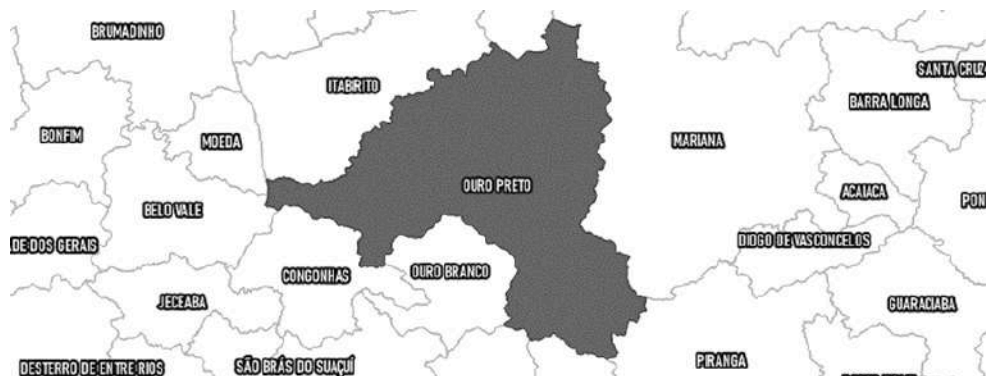 BRUMADINHO
SANTA CRUZ
ITABIRITO
BARRA LONGA
BONFIM
MOEDA
MARIANA
OURO PRETO
ACAIACA
PON
BELO VALE
DE DOS GERAIS
DIOGO DE VASCONCELOS
CONGONHAS
OURO BRANCO
JECEABA
GUARACIABA
DESTERRO DE ENTRE RIOS
SÃO BRÁS DO SUAÇUÍ
PIRANGA